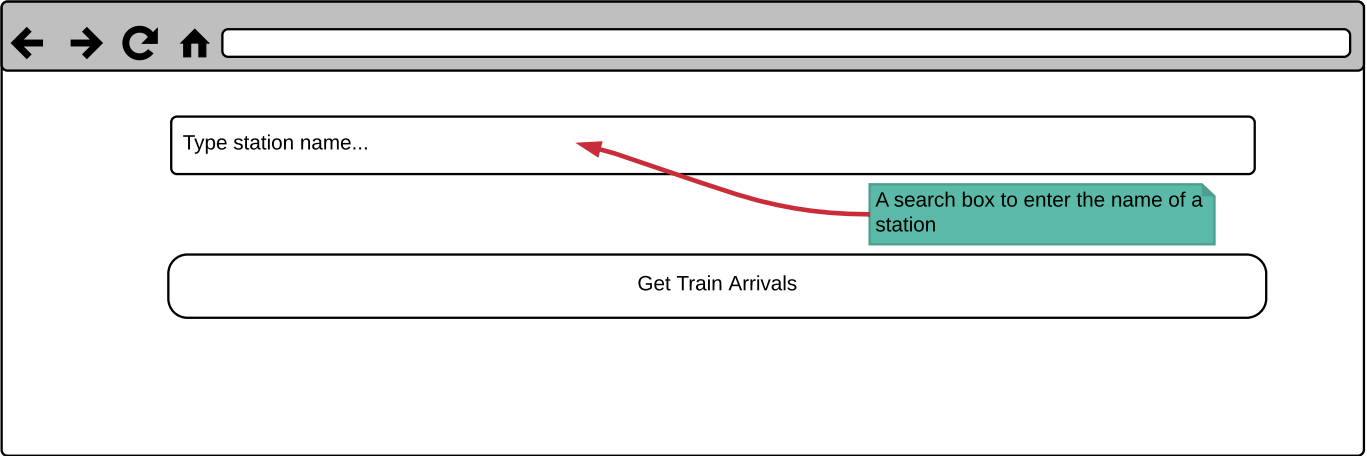 Type station name...
A search box to enter the name of a
station
Get Train Arrivals